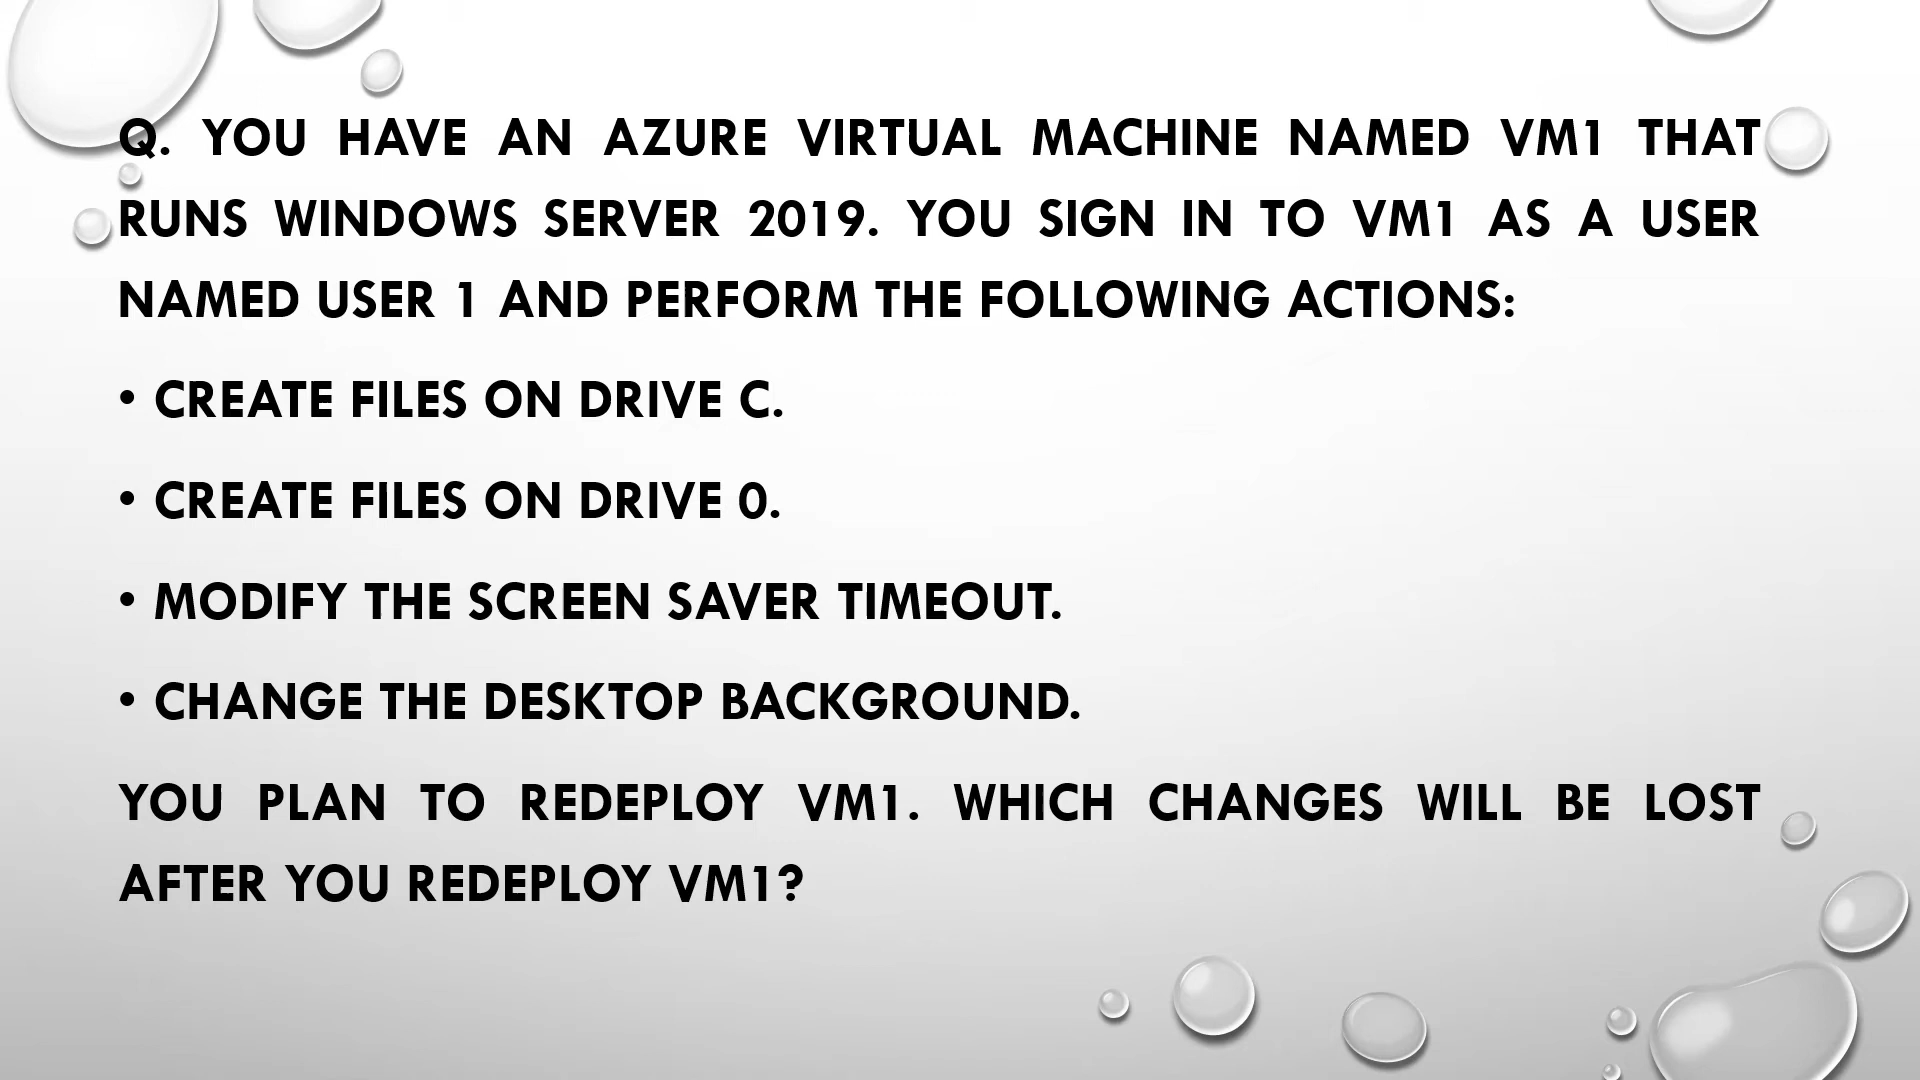 Q. YOU HAVE AN AZURE VIRTUAL MACHINE NAMED VM1 THAT
RUNS WINDOWS SERVER 2019. YOU SIGN IN TO VM1 AS A USER
NAMED USER 1 AND PERFORM THE FOLLOWING ACTIONS:
• CREATE FILES ON DRIVE C.
• CREATE FILES ON DRIVE 0.
• MODIFY THE SCREEN SAVER TIMEOUT.
• CHANGE THE DESKTOP BACKGROUND.
YOU PLAN TO REDEPLOY VM1. WHICH CHANGES WILL BE LOST
AFTER YOU REDEPLOY VM1?